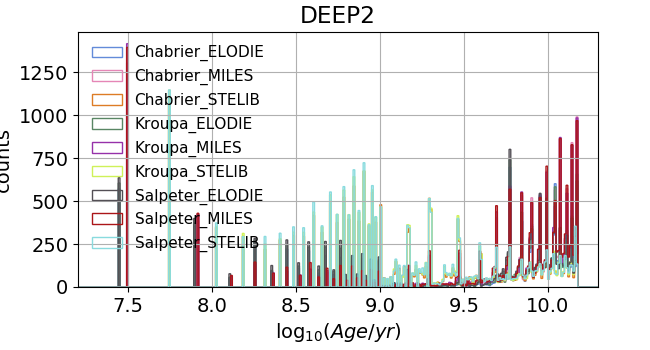 DEEP2
Chabrier_ELODIE
Chabrier_MILES
Chabrier_STELIB
Kroupa_ELODIE
Kroupa_MILES
Kroupa_STELIB
Salpeter_ELODIE
Salpeter_MILES
Salpeter_STELIB
counts
1250
1000
750
500
250
0
7.5 8.0 8.5 9.0 9.5 10.0
log₁₀(Age/yr)